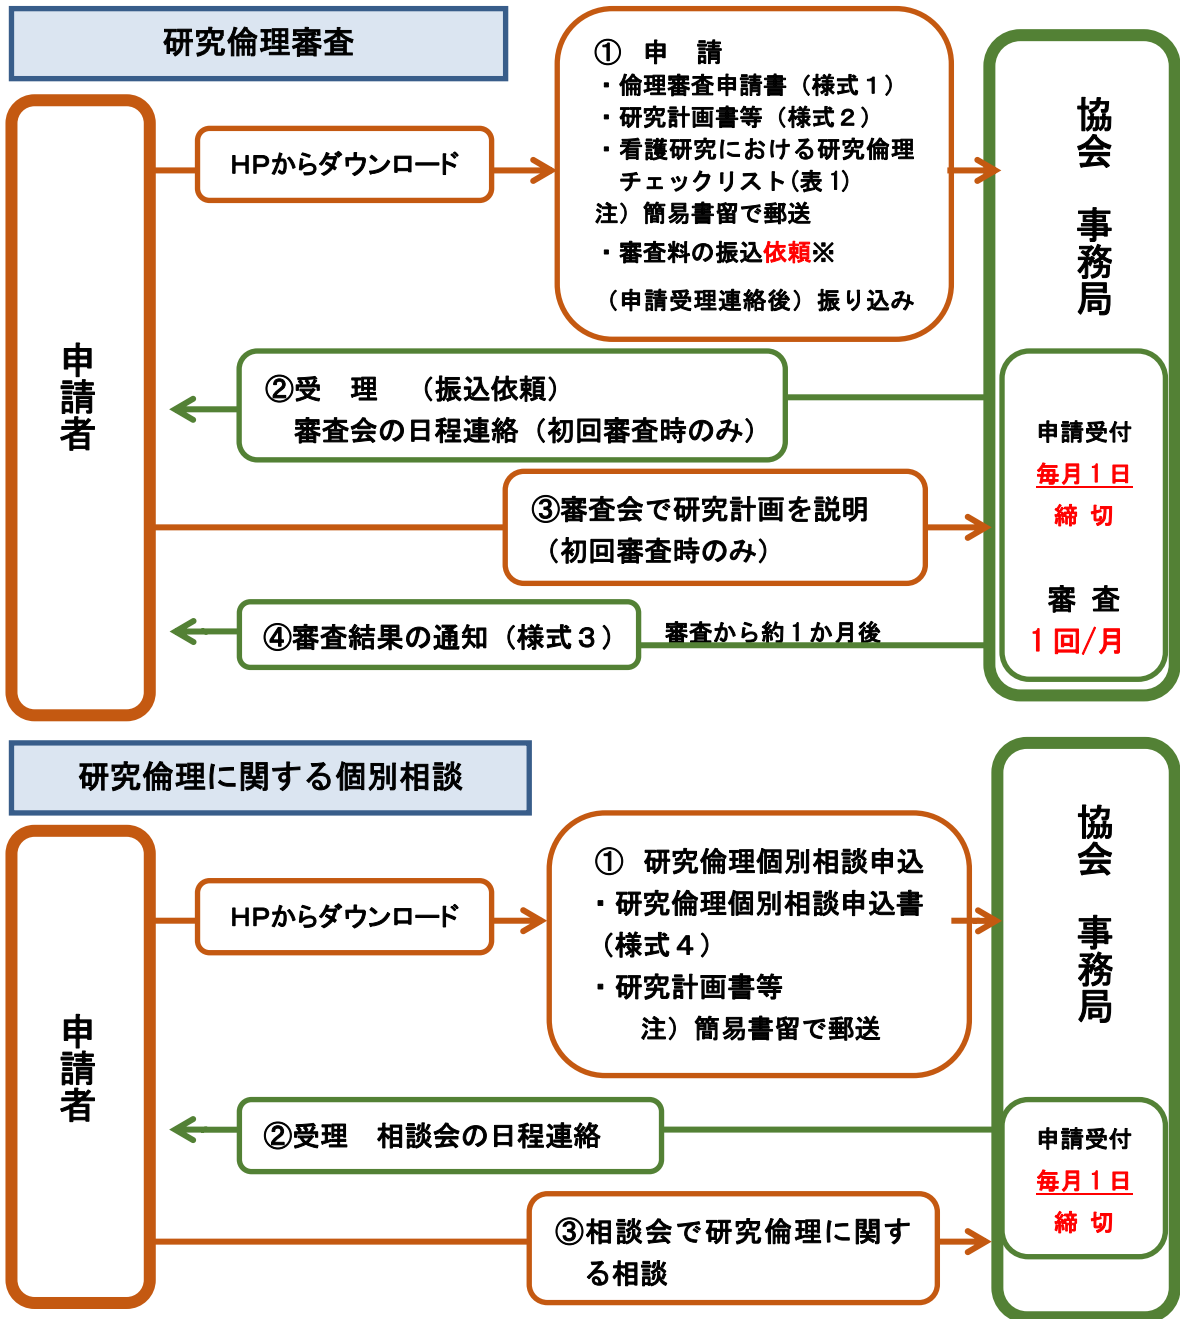 研究倫理審査
申請者
HPからダウンロード
① 申　請
・倫理審査申請書（様式１）
・研究計画書等（様式２）
・看護研究における研究倫理
チェックリスト(表1)
注）簡易書留で郵送
・審査料の振込依頼※
（申請受理連絡後）振り込み
協会　事務局
②受　理　（振込依頼）
審査会の日程連絡（初回審査時のみ）
③審査会で研究計画を説明
（初回審査時のみ）
④審査結果の通知（様式３）
審査から約１か月後
申請受付
毎月１日
締 切
審 査
１回/月
研究倫理に関する個別相談
申請者
HPからダウンロード
① 研究倫理個別相談申込
・研究倫理個別相談申込書
（様式４）
・研究計画書等
注）簡易書留で郵送
協会　事務局
②受理　相談会の日程連絡
③相談会で研究倫理に関す
る相談
申請受付
毎月１日
締 切